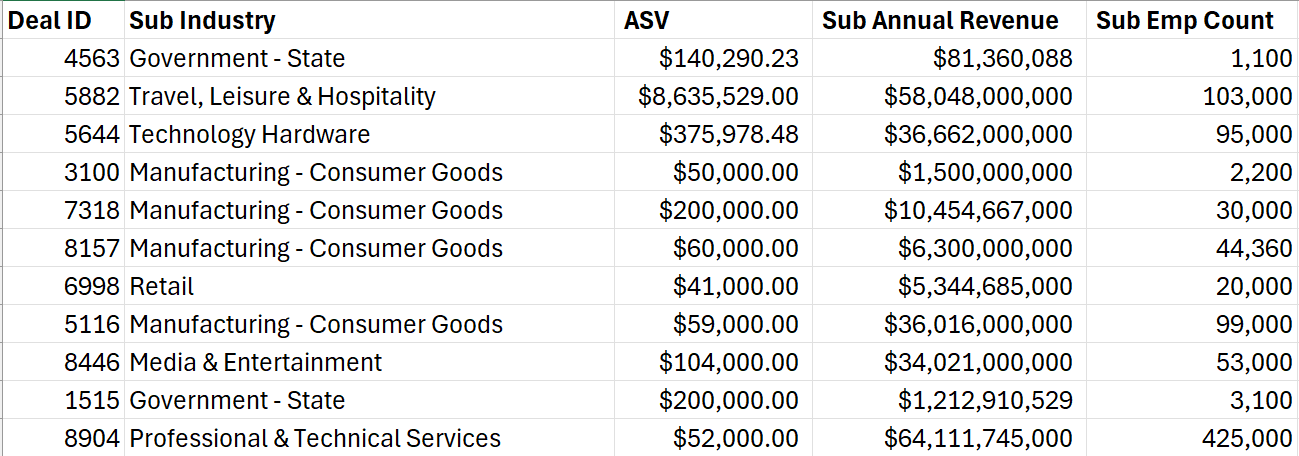 Deal ID Sub Industry ASV Sub Annual Revenue Sub Emp Count
4563 Government - State $140,290.23 $81,360,088 1,100
5882 Travel, Leisure & Hospitality $8,635,529.00 $58,048,000,000 103,000
5644 Technology Hardware $375,978.48 $36,662,000,000 95,000
3100 Manufacturing - Consumer Goods $50,000.00 $1,500,000,000 2,200
7318 Manufacturing - Consumer Goods $200,000.00 $10,454,667,000 30,000
8157 Manufacturing - Consumer Goods $60,000.00 $6,300,000,000 44,360
6998 Retail $41,000.00 $5,344,685,000 20,000
5116 Manufacturing - Consumer Goods $59,000.00 $36,016,000,000 99,000
8446 Media & Entertainment $104,000.00 $34,021,000,000 53,000
1515 Government - State $200,000.00 $1,212,910,529 3,100
8904 Professional & Technical Services $52,000.00 $64,111,745,000 425,000